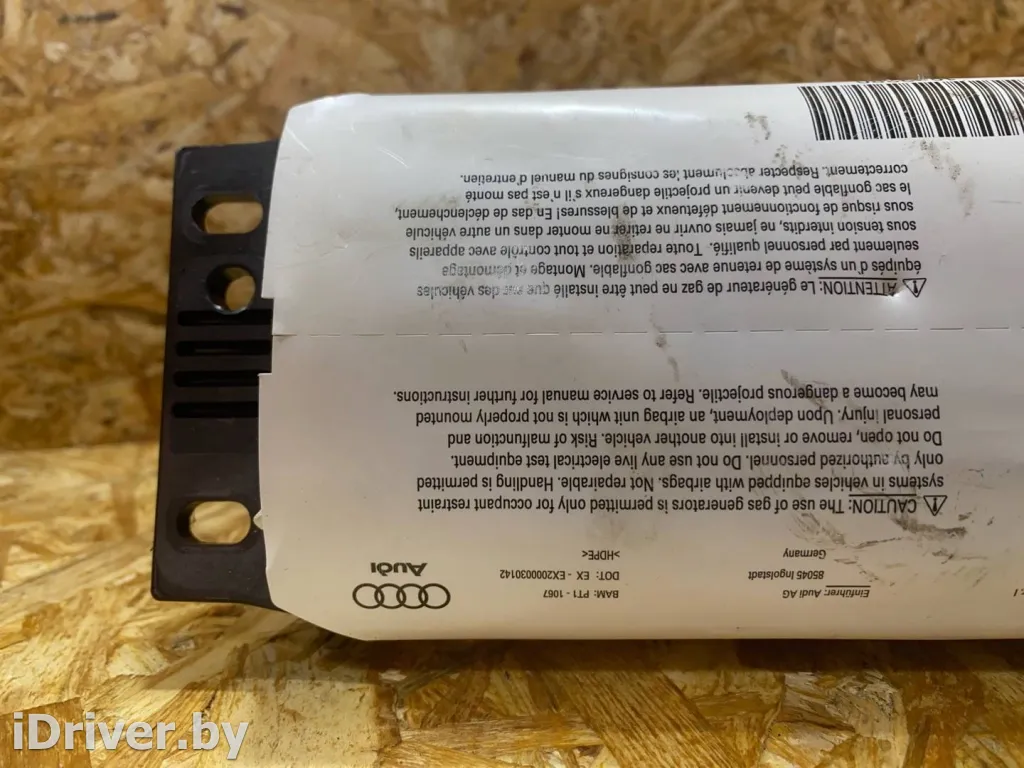 Einführer: Audi AG
85045 Ingolstadt
Germany
BAM: PT1 - 1067
DOT: EX - EX2000030142
>HDPE<
Audi
CAUTION: The use of gas generators is permitted only for occupant restraint
systems in vehicles equipped with airbags. Not repairable. Handling is permitted
only by authorized personnel. Do not use any live electrical test equipment.
Do not open, remove or install into another vehicle. Risk of malfunction and
personal injury. Upon deployment, an airbag unit which is not properly mounted
may become a dangerous projectile. Refer to service manual for further instructions.
ATTENTION: Le générateur de gaz ne peut être installé que sur des véhicules
équipés d'un système de retenue avec sac gonflable. Montage et démontage
seulement par personnel qualifié. Toute réparation et tout contrôle avec appareils
sous tension interdits, ne jamais ouvrir ne retirer ne monter dans un autre véhicule
sous risque de fonctionnement défetueux et de blessures! En das de déclenchement,
le sac gonflable peut devenir un projectile dangereux s'il n'est pas monté
correctement. Respecter absolument les consignes du manuel d'entretien.
iDriver.by